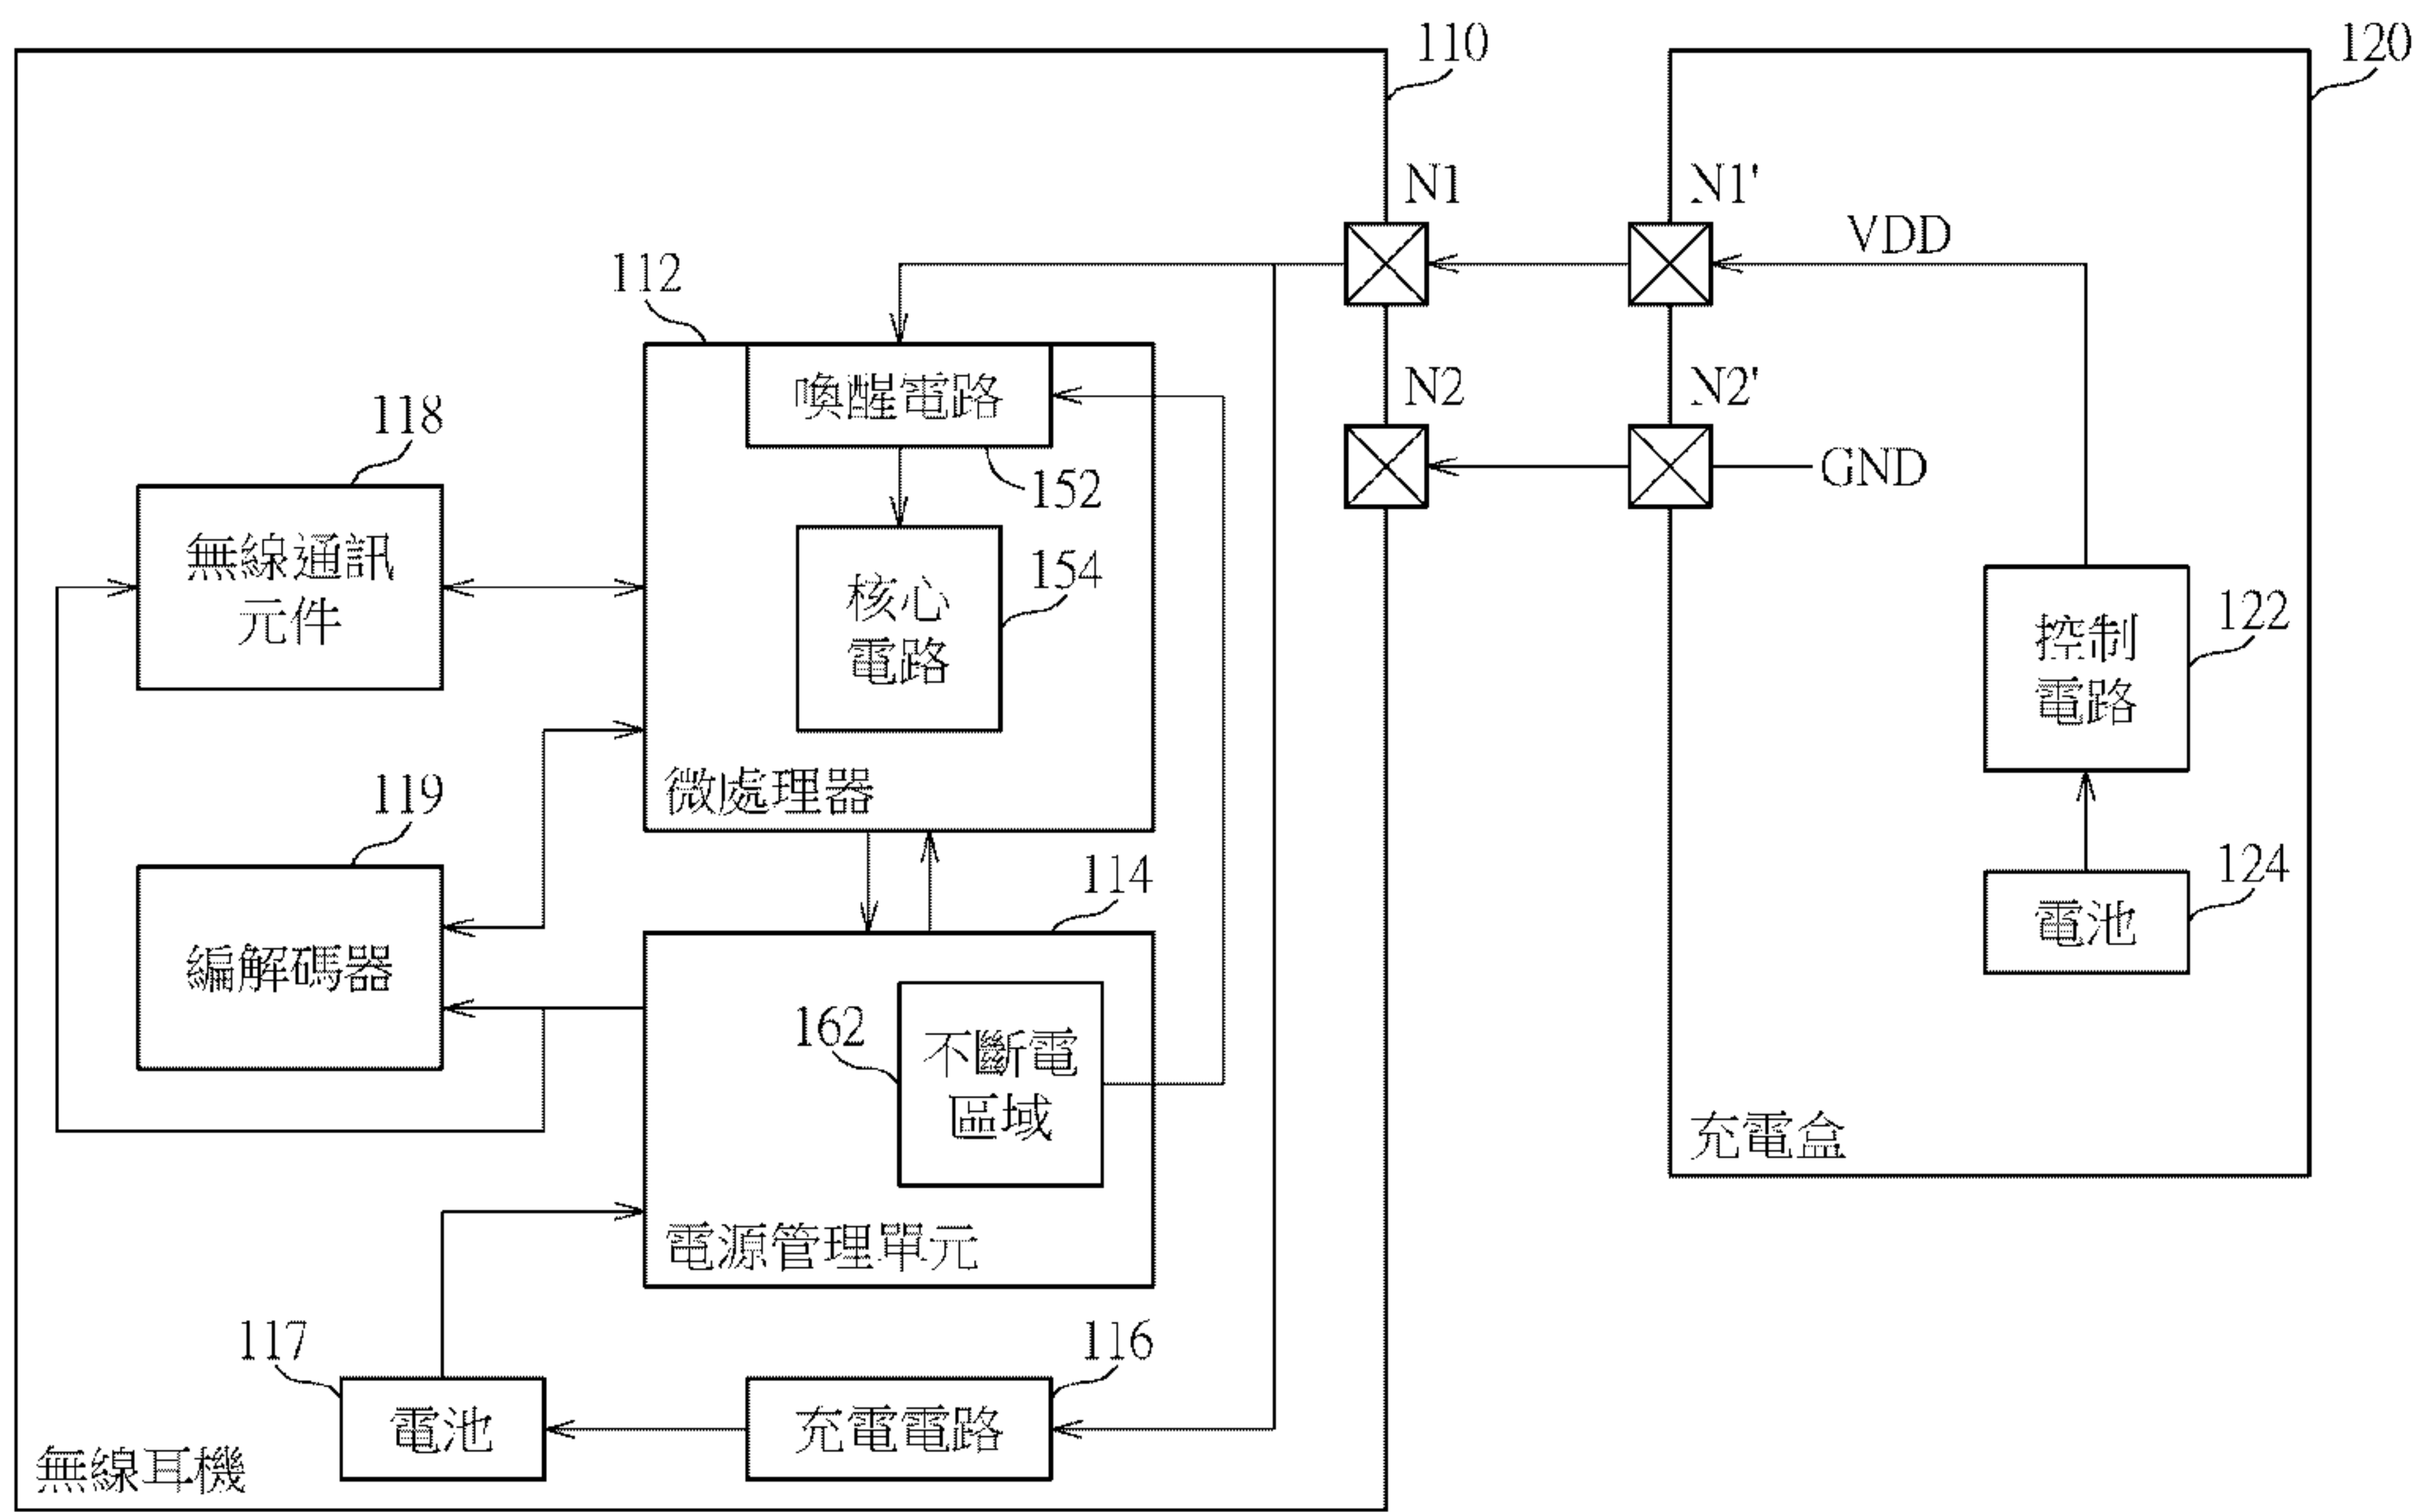 110
120
N1
N1'
VDD
112
喚醒電路
N2
N2'
118
152
GND
無線通訊
元件
154
核心
電路
122
控制
電路
119
微處理器
114
124
電池
編解碼器
162
不斷電
區域
充電盒
電源管理單元
117
116
電池
充電電路
無線耳機